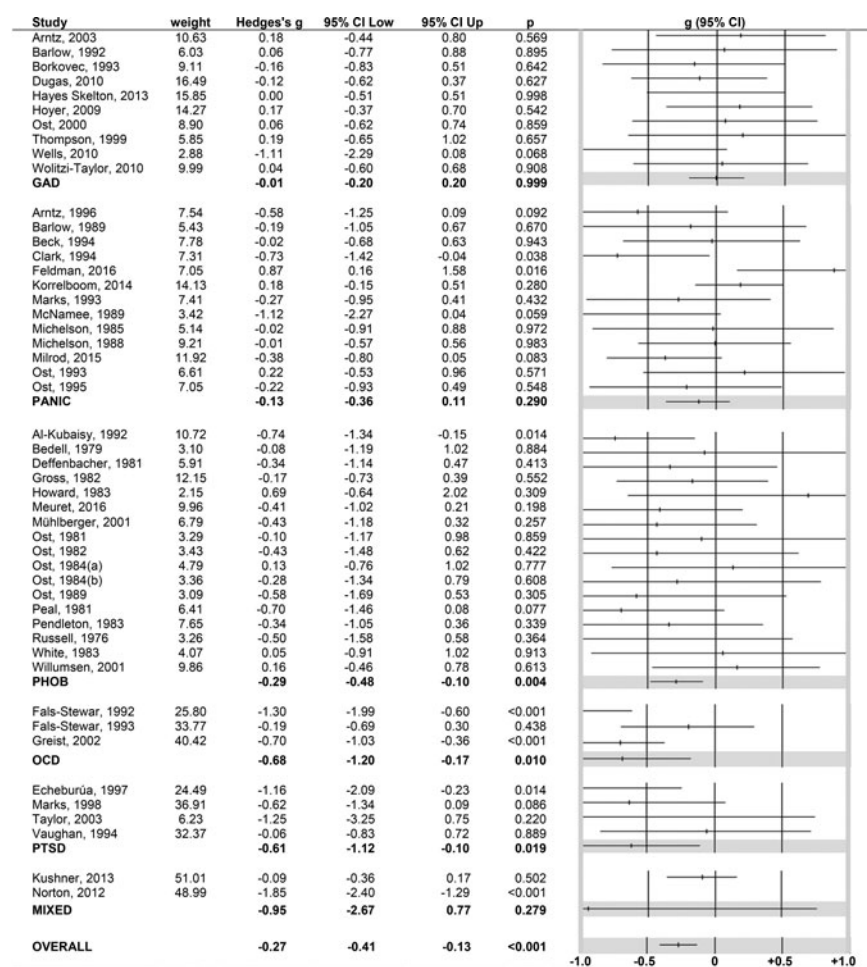 Study weight Hedges's g 95% CI Low 95% CI Up p g (95% CI)
Arntz, 2003 10.63 0.18 -0.44 0.80 0.569
Barlow, 1992 6.03 0.06 -0.77 0.88 0.895
Borkovec, 1993 9.11 -0.16 -0.83 0.51 0.642
Dugas, 2010 16.49 -0.12 -0.62 0.37 0.627
Hayes Skelton, 2013 15.85 0.00 -0.51 0.51 0.998
Hoyer, 2009 14.27 0.17 -0.37 0.70 0.542
Ost, 2000 8.90 0.06 -0.62 0.74 0.859
Thompson, 1999 5.85 0.19 -0.65 1.02 0.657
Wells, 2010 2.88 -1.11 -2.29 0.08 0.068
Wolitzi-Taylor, 2010 9.99 0.04 -0.60 0.68 0.908
GAD -0.01 -0.20 0.20 0.999
Arntz, 1996 7.54 -0.58 -1.25 0.09 0.092
Barlow, 1989 5.43 -0.19 -1.05 0.67 0.670
Beck, 1994 7.78 -0.02 -0.68 0.63 0.943
Clark, 1994 7.31 -0.73 -1.42 -0.04 0.038
Feldman, 2016 7.05 0.87 0.16 1.58 0.016
Korrelboom, 2014 14.13 0.18 -0.15 0.51 0.280
Marks, 1993 7.41 -0.27 -0.95 0.41 0.432
McNamee, 1989 3.42 -1.12 -2.27 0.04 0.059
Michelson, 1985 5.14 -0.02 -0.91 0.88 0.972
Michelson, 1988 9.21 -0.01 -0.57 0.56 0.983
Milrod, 2015 11.92 -0.38 -0.80 0.05 0.083
Ost, 1993 6.61 0.22 -0.53 0.96 0.571
Ost, 1995 7.05 -0.22 -0.93 0.49 0.548
PANIC -0.13 -0.36 0.11 0.290
Al-Kubaisy, 1992 10.72 -0.74 -1.34 -0.15 0.014
Bedell, 1979 3.10 -0.08 -1.19 1.02 0.884
Deffenbacher, 1981 5.91 -0.34 -1.14 0.47 0.413
Gross, 1982 12.15 -0.17 -0.73 0.39 0.552
Howard, 1983 2.15 0.69 -0.64 2.02 0.309
Meuret, 2016 9.96 -0.41 -1.02 0.21 0.198
Mühlberger, 2001 6.79 -0.43 -1.18 0.32 0.257
Ost, 1981 3.29 -0.10 -1.17 0.98 0.859
Ost, 1982 3.43 -0.43 -1.48 0.62 0.422
Ost, 1984(a) 4.79 0.13 -0.76 1.02 0.777
Ost, 1984(b) 3.36 -0.28 -1.34 0.79 0.608
Ost, 1989 3.09 -0.58 -1.69 0.53 0.305
Peal, 1981 6.41 -0.70 -1.46 0.08 0.077
Pendleton, 1983 7.65 -0.34 -1.05 0.36 0.339
Russell, 1976 3.26 -0.50 -1.58 0.58 0.364
White, 1983 4.07 0.05 -0.91 1.02 0.913
Willumsen, 2001 9.86 0.16 -0.46 0.78 0.613
PHOB -0.29 -0.48 -0.10 0.004
Fals-Stewar, 1992 25.80 -1.30 -1.99 -0.60 <0.001
Fals-Stewar, 1993 33.77 -0.19 -0.69 0.30 0.438
Greist, 2002 40.42 -0.70 -1.03 -0.36 <0.001
OCD -0.68 -1.20 -0.17 0.010
Echeburúa, 1997 24.49 -1.16 -2.09 -0.23 0.014
Marks, 1998 36.91 -0.62 -1.34 0.09 0.086
Taylor, 2003 6.23 -1.25 -3.25 0.75 0.220
Vaughan, 1994 32.37 -0.06 -0.83 0.72 0.889
PTSD -0.61 -1.12 -0.10 0.019
Kushner, 2013 51.01 -0.09 -0.36 0.17 0.502
Norton, 2012 48.99 -1.85 -2.40 -1.29 <0.001
MIXED -0.95 -2.67 0.77 0.279
OVERALL -0.27 -0.41 -0.13 <0.001
-1.0 -0.5 0 +0.5 +1.0